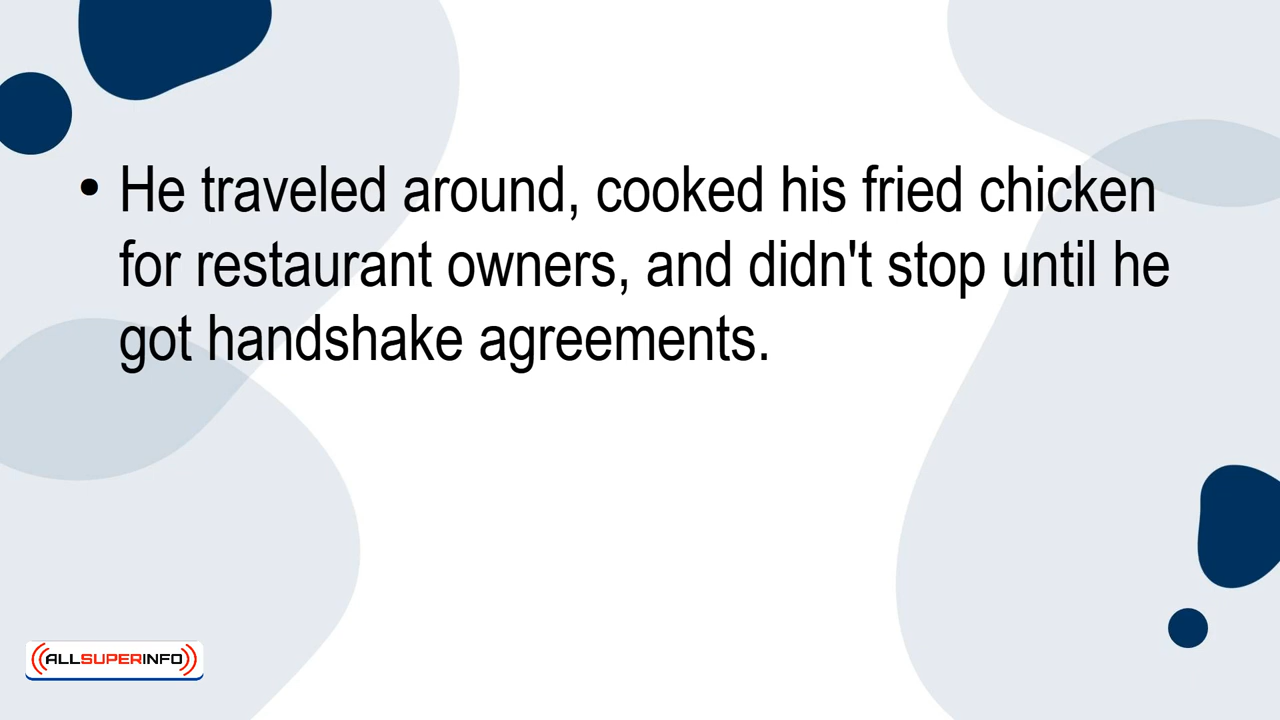 • He traveled around, cooked his fried chicken
for restaurant owners, and didn't stop until he
got handshake agreements.
ALLSUPERINFO